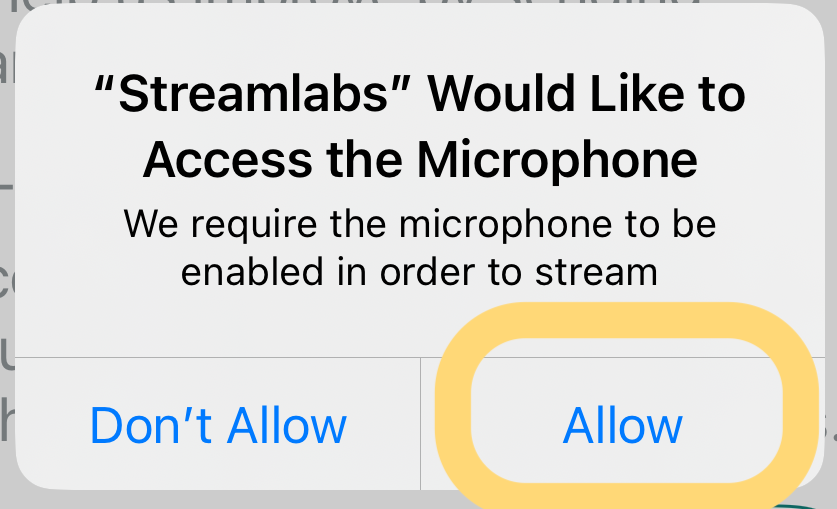 “Streamlabs” Would Like to
Access the Microphone
We require the microphone to be
enabled in order to stream
Don’t Allow
Allow